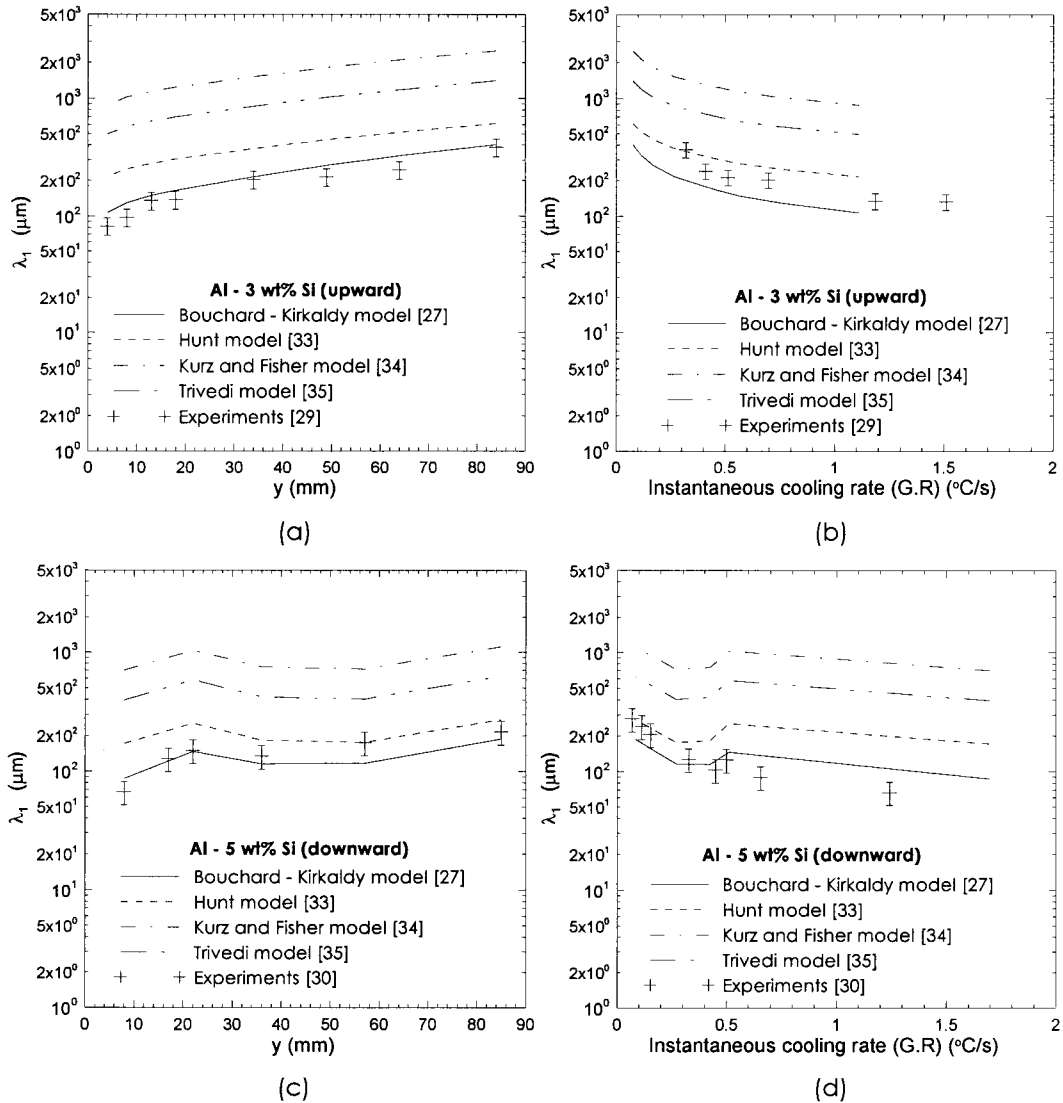 5x10³
2x10³
10³
5x10²
2x10²
10²
5x10¹
2x10¹
10¹
5x10⁰
2x10⁰
10⁰
λ₁ (μm)
Al - 3 wt% Si (upward)
Bouchard - Kirkaldy model [27]
Hunt model [33]
Kurz and Fisher model [34]
Trivedi model [35]
Experiments [29]
0 10 20 30 40 50 60 70 80 90
y (mm)
(a)
5x10³
2x10³
10³
5x10²
2x10²
10²
5x10¹
2x10¹
10¹
5x10⁰
2x10⁰
10⁰
λ₁ (μm)
Al - 3 wt% Si (upward)
Bouchard - Kirkaldy model [27]
Hunt model [33]
Kurz and Fisher model [34]
Trivedi model [35]
Experiments [29]
0 0.5 1 1.5 2
Instantaneous cooling rate (G.R) (°C/s)
(b)
5x10³
2x10³
10³
5x10²
2x10²
10²
5x10¹
2x10¹
10¹
5x10⁰
2x10⁰
10⁰
λ₁ (μm)
Al - 5 wt% Si (downward)
Bouchard - Kirkaldy model [27]
Hunt model [33]
Kurz and Fisher model [34]
Trivedi model [35]
Experiments [30]
0 10 20 30 40 50 60 70 80 90
y (mm)
(c)
5x10³
2x10³
10³
5x10²
2x10²
10²
5x10¹
2x10¹
10¹
5x10⁰
2x10⁰
10⁰
λ₁ (μm)
Al - 5 wt% Si (downward)
Bouchard - Kirkaldy model [27]
Hunt model [33]
Kurz and Fisher model [34]
Trivedi model [35]
Experiments [30]
0 0.5 1 1.5 2
Instantaneous cooling rate (G.R) (°C/s)
(d)